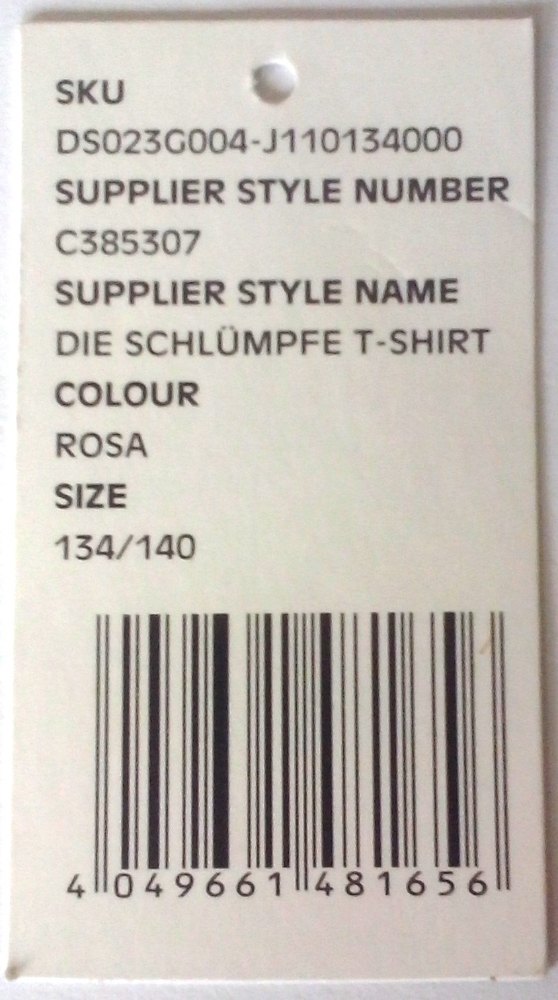 SKU
DS023G004-J110134000
SUPPLIER STYLE NUMBER
C385307
SUPPLIER STYLE NAME
DIE SCHLÜMPFE T-SHIRT
COLOUR
ROSA
SIZE
134/140
4 049661 481656